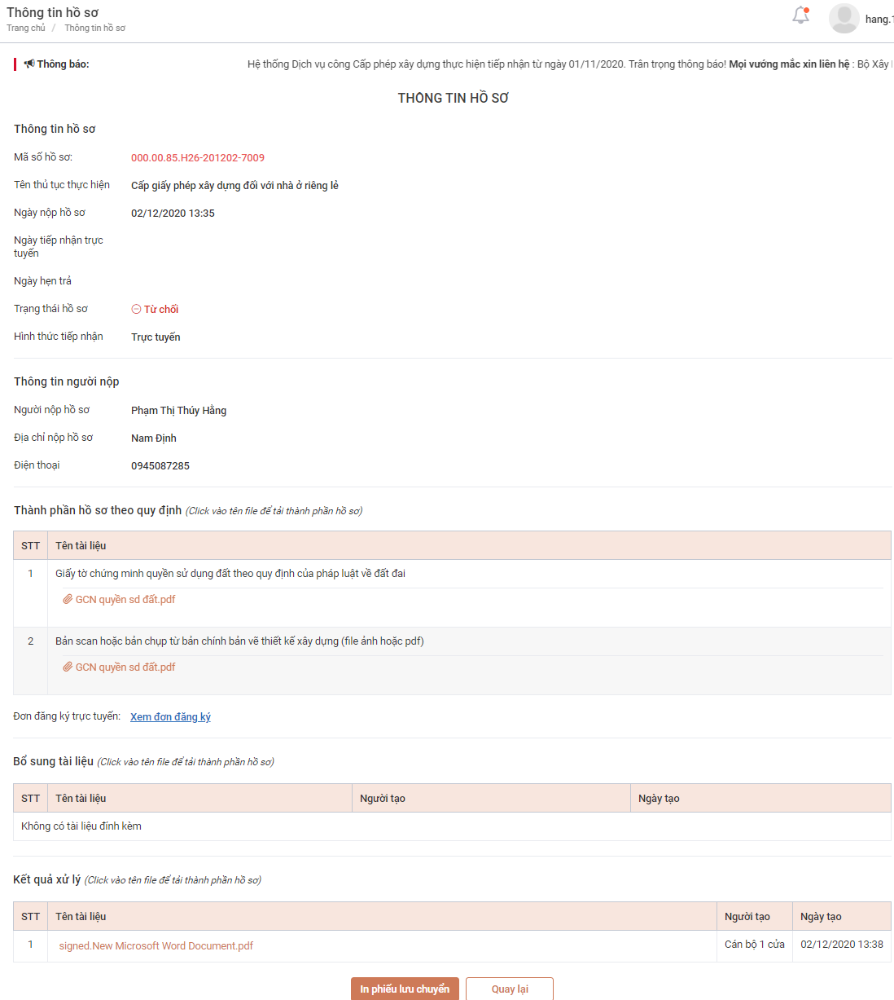 Thông tin hồ sơ
Trang chủ / Thông tin hồ sơ
hang.1
Thông báo:
Hệ thống Dịch vụ công Cấp phép xây dựng thực hiện tiếp nhận từ ngày 01/11/2020. Trân trọng thông báo! Mọi vướng mắc xin liên hệ : Bộ Xây
THÔNG TIN HỒ SƠ
Thông tin hồ sơ
Mã số hồ sơ: 000.00.85.H26-201202-7009
Tên thủ tục thực hiện Cấp giấy phép xây dựng đối với nhà ở riêng lẻ
Ngày nộp hồ sơ 02/12/2020 13:35
Ngày tiếp nhận trực
tuyến
Ngày hẹn trả
Trạng thái hồ sơ Từ chối
Hình thức tiếp nhận Trực tuyến
Thông tin người nộp
Người nộp hồ sơ Phạm Thị Thúy Hằng
Địa chỉ nộp hồ sơ Nam Định
Điện thoại 0945087285
Thành phần hồ sơ theo quy định (Click vào tên file để tải thành phần hồ sơ)
STT Tên tài liệu
1 Giấy tờ chứng minh quyền sử dụng đất theo quy định của pháp luật về đất đai
GCN quyền sd đất.pdf
2 Bản scan hoặc bản chụp từ bản chính bản vẽ thiết kế xây dựng (file ảnh hoặc pdf)
GCN quyền sd đất.pdf
Đơn đăng ký trực tuyến: Xem đơn đăng ký
Bổ sung tài liệu (Click vào tên file để tải thành phần hồ sơ)
STT Tên tài liệu Người tạo Ngày tạo
Không có tài liệu đính kèm
Kết quả xử lý (Click vào tên file để tải thành phần hồ sơ)
STT Tên tài liệu Người tạo Ngày tạo
1 signed.New Microsoft Word Document.pdf Cán bộ 1 cửa 02/12/2020 13:38
In phiếu lưu chuyển Quay lại